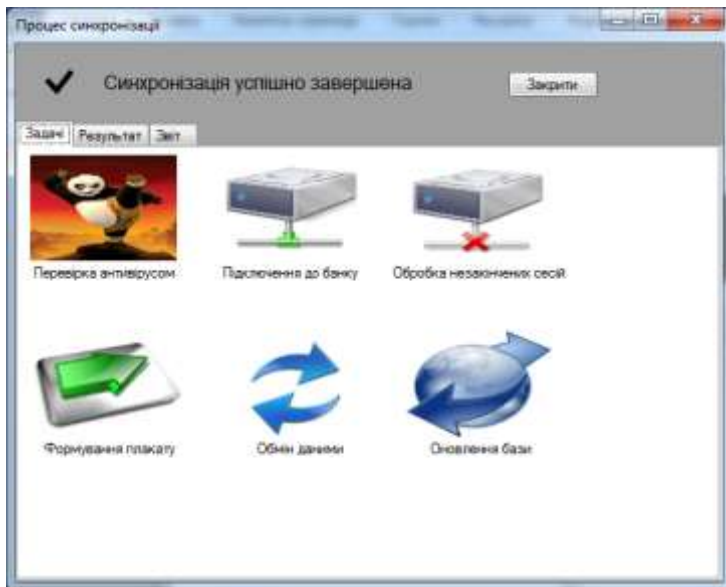 Процес синхронізації
Синхронізація успішно завершена
Закрити
Задачі Результат Звіт
Перевірка антивірусом
Підключення до банку
Обробка незакінчених сесій
Формування плакату
Обмін даними
Оновлення бази